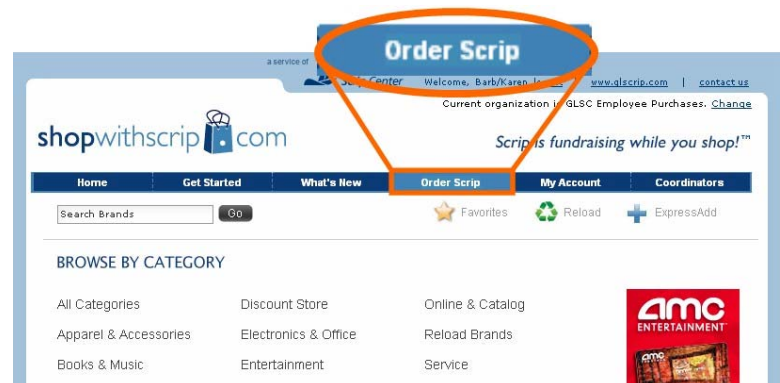 Order Scrip
a service of
Center Welcome, Barb/Karen www.glscrip.com | contact us
Current organization is GLSC Employee Purchases. Change
shopwithscrip.com
Scrip is fundraising while you shop!™
Home Get Started What's New Order Scrip My Account Coordinators
Search Brands Go Favorites Reload ExpressAdd
BROWSE BY CATEGORY
All Categories Discount Store Online & Catalog
Apparel & Accessories Electronics & Office Reload Brands
Books & Music Entertainment Service
amc
ENTERTAINMENT
amc